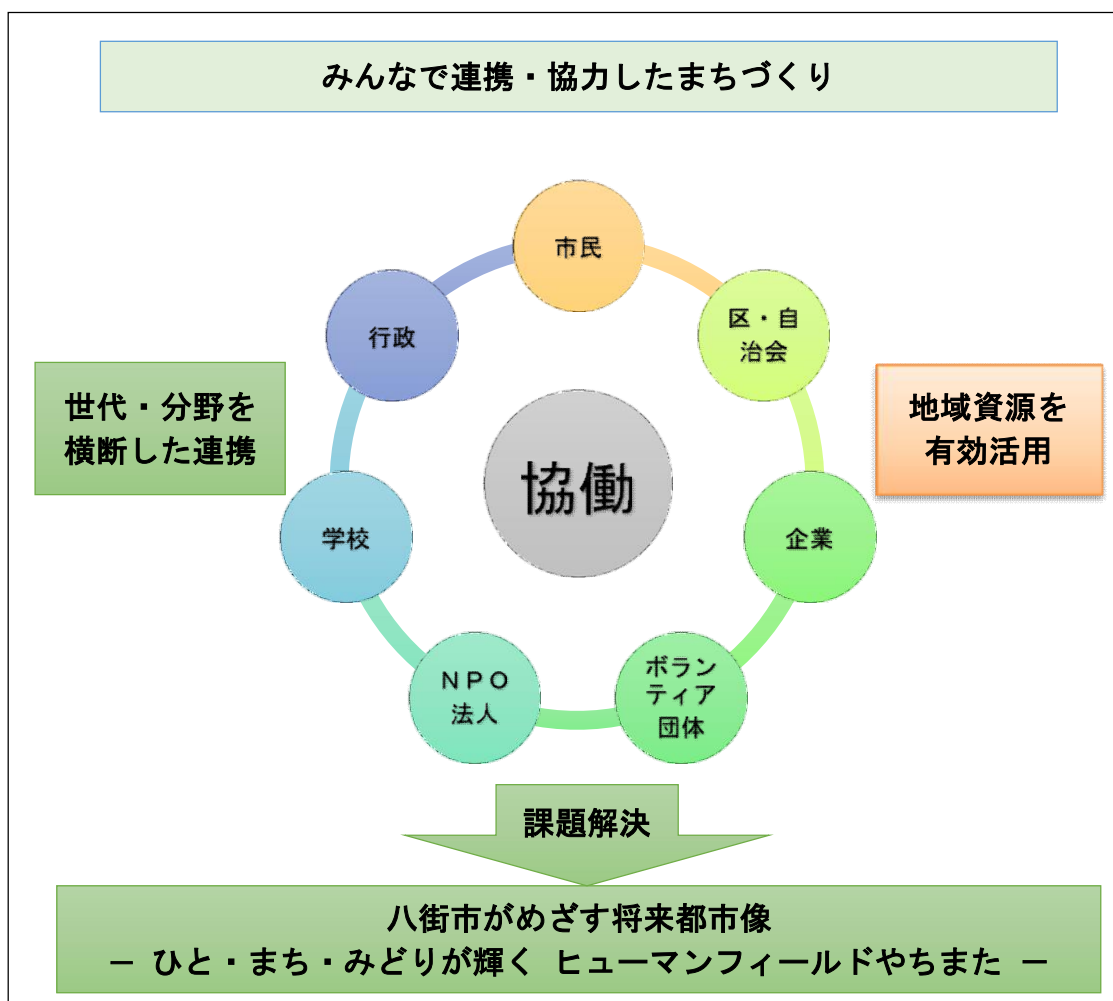 みんなで連携・協力したまちづくり
市民
行政
区・自
治会
世代・分野を
横断した連携
地域資源を
有効活用
協働
学校
企業
ＮＰＯ
法人
ボラン
ティア
団体
課題解決
八街市がめざす将来都市像
－ ひと・まち・みどりが輝く ヒューマンフィールドやちまた －